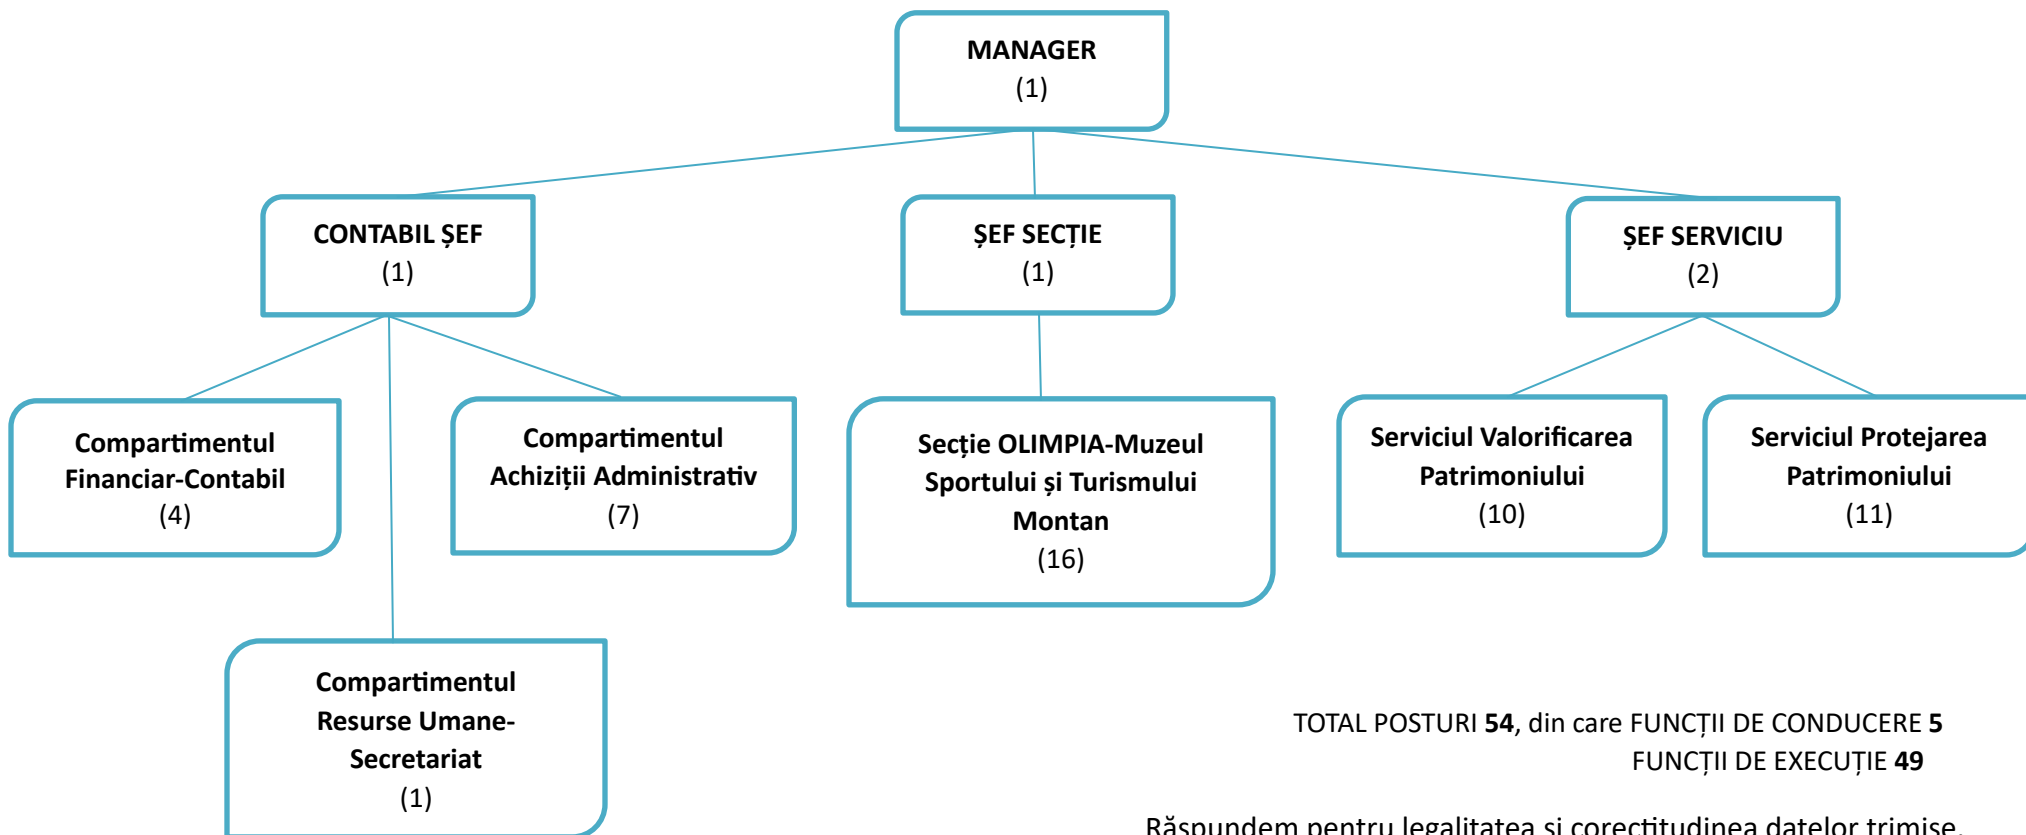 MANAGER
(1)
CONTABIL ȘEF
(1)
ȘEF SECȚIE
(1)
ȘEF SERVICIU
(2)
Compartimentul
Financiar-Contabil
(4)
Compartimentul
Achiziții Administrativ
(7)
Secție OLIMPIA-Muzeul
Sportului și Turismului
Montan
(16)
Serviciul Valorificarea
Patrimoniului
(10)
Serviciul Protejarea
Patrimoniului
(11)
Compartimentul
Resurse Umane-
Secretariat
(1)
TOTAL POSTURI 54, din care FUNCȚII DE CONDUCERE 5
FUNCȚII DE EXECUȚIE 49
Răspundem pentru legalitatea și corectitudinea datelor trimise.